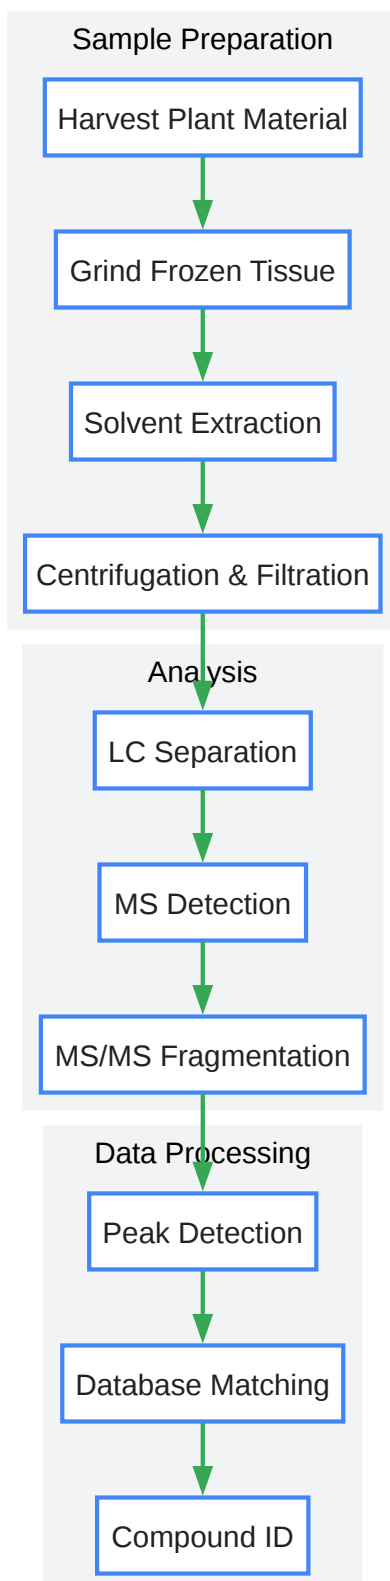 Sample Preparation
Harvest Plant Material
Grind Frozen Tissue
Solvent Extraction
Centrifugation & Filtration
Analysis
LC Separation
MS Detection
MS/MS Fragmentation
Data Processing
Peak Detection
Database Matching
Compound ID